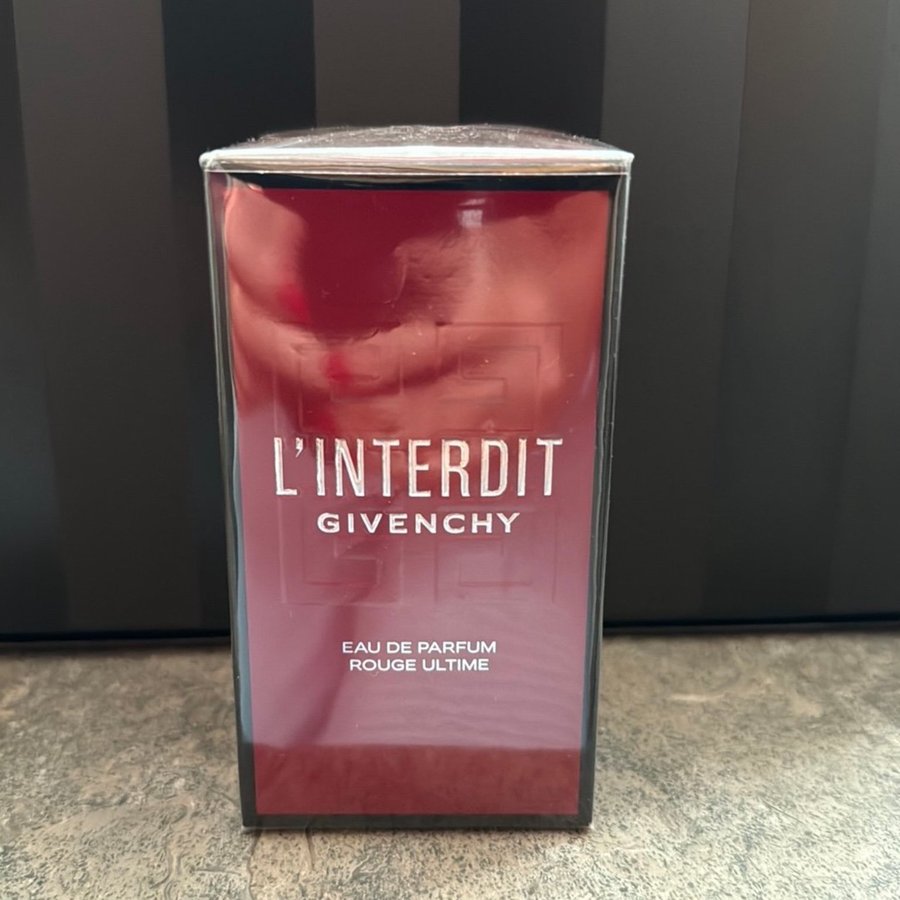 L'INTERDIT
GIVENCHY
EAU DE PARFUM
ROUGE ULTIME